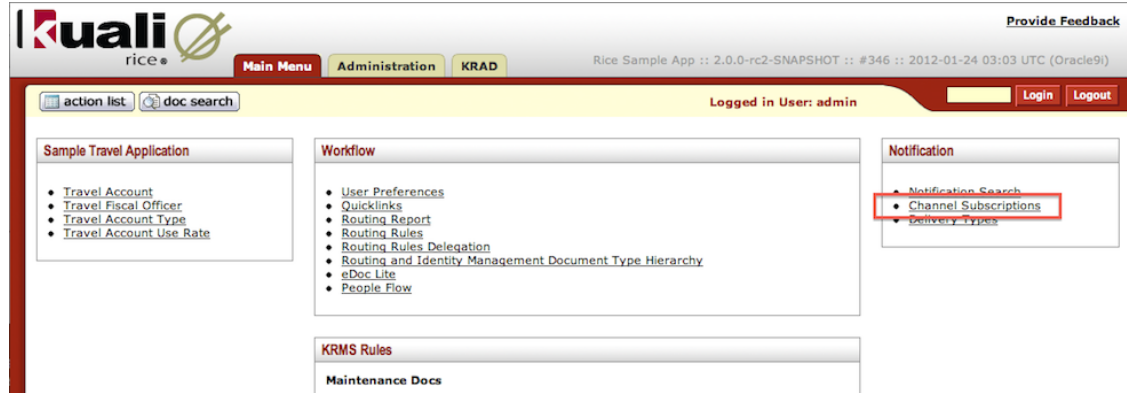 Kuali
rice®
Provide Feedback
Main Menu
Administration
KRAD
Rice Sample App :: 2.0.0-rc2-SNAPSHOT :: #346 :: 2012-01-24 03:03 UTC (Oracle9i)
action list
doc search
Logged in User: admin
Login
Logout
Sample Travel Application
Travel Account
Travel Fiscal Officer
Travel Account Type
Travel Account Use Rate
Workflow
User Preferences
Quicklinks
Routing Report
Routing Rules
Routing Rules Delegation
Routing and Identity Management Document Type Hierarchy
eDoc Lite
People Flow
Notification
Notification Search
Channel Subscriptions
Delivery Types
KRMS Rules
Maintenance Docs